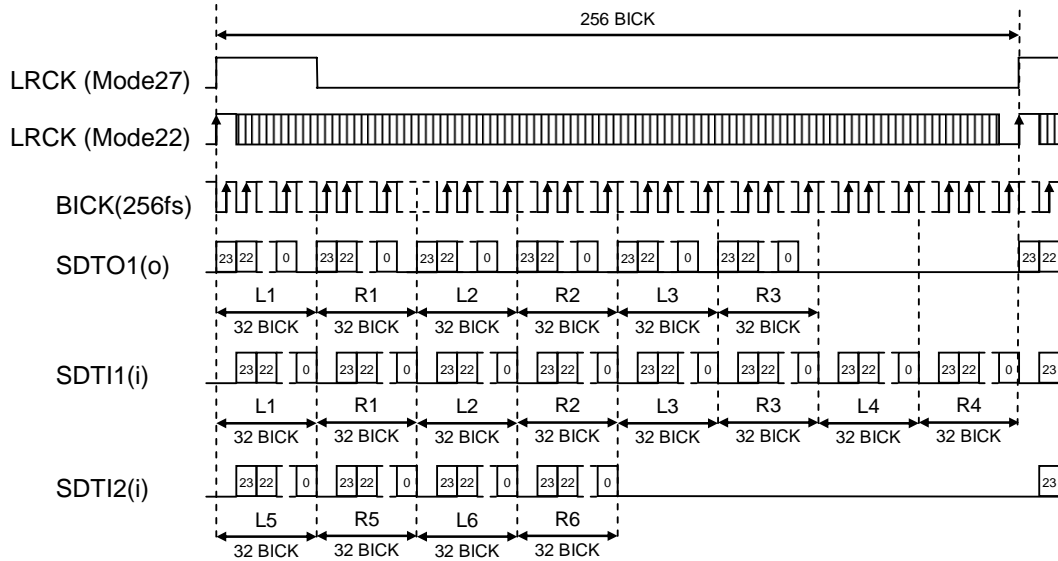 256 BICK
LRCK (Mode27)
LRCK (Mode22)
BICK(256fs)
SDTO1(o)
23 22 0 23 22 0 23 22 0 23 22 0 23 22 0 23 22 0 23 22
L1 R1 L2 R2 L3 R3
32 BICK 32 BICK 32 BICK 32 BICK 32 BICK 32 BICK
SDTI1(i)
23 22 0 23 22 0 23 22 0 23 22 0 23 22 0 23 22 0 23 22 0 23 22 0 23
L1 R1 L2 R2 L3 R3 L4 R4
32 BICK 32 BICK 32 BICK 32 BICK 32 BICK 32 BICK 32 BICK 32 BICK
SDTI2(i)
23 22 0 23 22 0 23 22 0 23 22 0 23
L5 R5 L6 R6
32 BICK 32 BICK 32 BICK 32 BICK